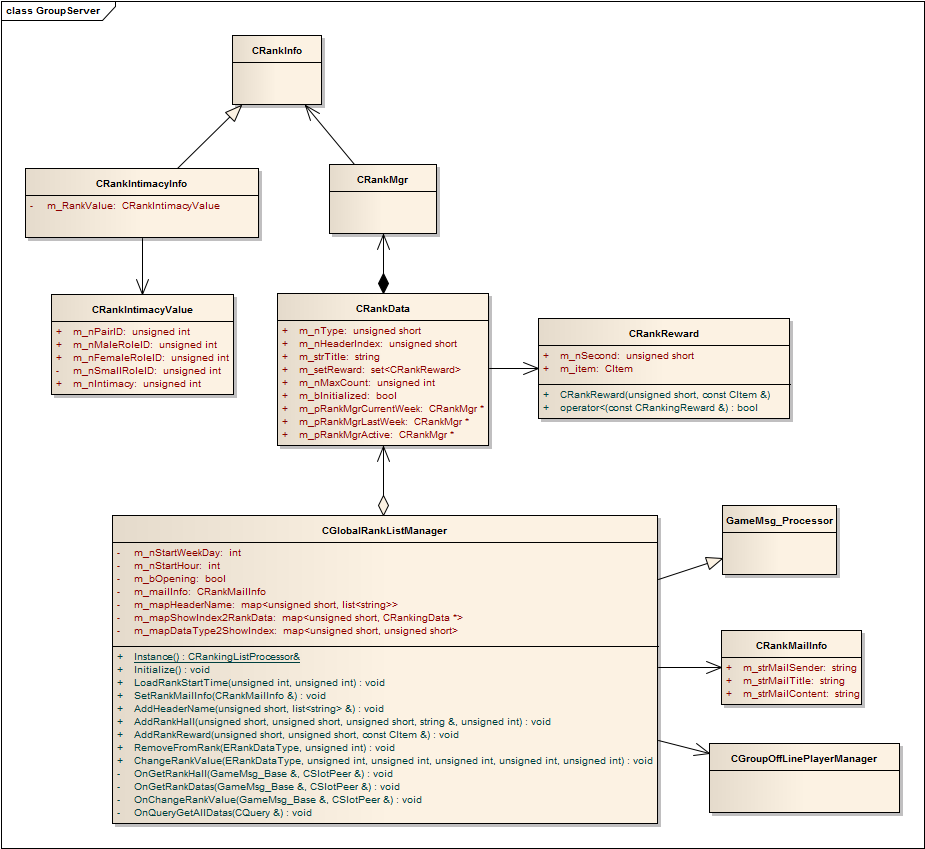 class GroupServer
CRankInfo
CRankIntimacyInfo
- m_RankValue: CRankIntimacyValue
CRankMgr
CRankIntimacyValue
+ m_nPairID: unsigned int
+ m_nMaleRoleID: unsigned int
+ m_nFemaleRoleID: unsigned int
- m_nSmallRoleID: unsigned int
+ m_nIntimacy: unsigned int
CRankData
+ m_nType: unsigned short
+ m_nHeaderIndex: unsigned short
+ m_strTitle: string
- m_setReward: set<CRankReward>
+ m_nMaxCount: unsigned int
+ m_bInitialized: bool
+ m_pRankMgrCurrentWeek: CRankMgr *
+ m_pRankMgrLastWeek: CRankMgr *
+ m_pRankMgrActive: CRankMgr *
CRankReward
+ m_nSecond: unsigned short
+ m_item: CItem
+ CRankReward(unsigned short, const CItem &)
+ operator<(const CRankingReward &) : bool
CGlobalRankListManager
- m_nStartWeekDay: int
- m_nStartHour: int
- m_bOpening: bool
- m_mailInfo: CRankMailInfo
- m_mapHeaderName: map<unsigned short, list<string>>
- m_mapShowIndex2RankData: map<unsigned short, CRankingData *>
- m_mapDataType2ShowIndex: map<unsigned short, unsigned short>
+ Instance() : CRankingListProcessor&
+ Initialize() : void
+ LoadRankStartTime(unsigned int, unsigned int) : void
+ SetRankMailInfo(CRankMailInfo &) : void
+ AddHeaderName(unsigned short, list<string> &) : void
+ AddRankHall(unsigned short, unsigned short, unsigned short, string &, unsigned int) : void
+ AddRankReward(unsigned short, unsigned short, const CItem &) : void
+ RemoveFromRank(ERankDataType, unsigned int) : void
+ ChangeRankValue(ERankDataType, unsigned int, unsigned int, unsigned int, unsigned int) : void
- OnGetRankHall(GameMsg_Base &, CSlotPeer &) : void
- OnGetRankDatas(GameMsg_Base &, CSlotPeer &) : void
- OnChangeRankValue(GameMsg_Base &, CSlotPeer &) : void
- OnQueryGetAllDatas(CQuery &) : void
GameMsg_Processor
CRankMailInfo
+ m_strMailSender: string
+ m_strMailTitle: string
+ m_strMailContent: string
CGroupOffLinePlayerManager